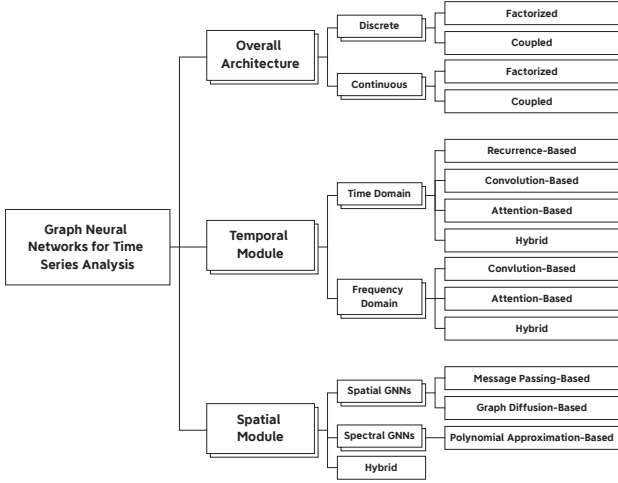 Graph Neural
Networks for Time
Series Analysis
Overall
Architecture
Discrete
Factorized
Coupled
Continuous
Factorized
Coupled
Temporal
Module
Time Domain
Recurrence-Based
Convolution-Based
Attention-Based
Hybrid
Frequency
Domain
Convlution-Based
Attention-Based
Hybrid
Spatial
Module
Spatial GNNs
Message Passing-Based
Graph Diffusion-Based
Spectral GNNs
Polynomial Approximation-Based
Hybrid